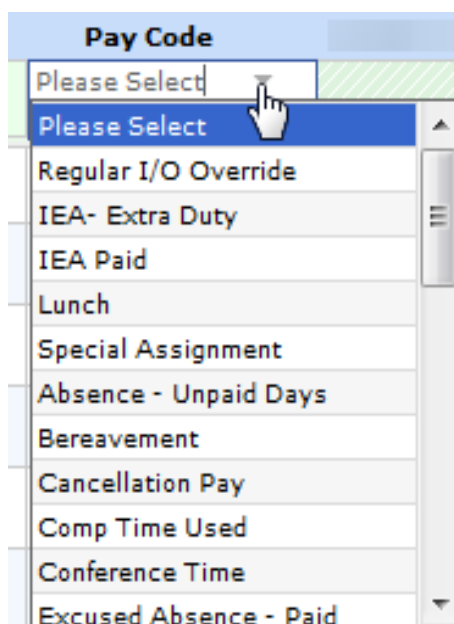 Pay Code
Please Select
Please Select
Regular I/O Override
IEA- Extra Duty
IEA Paid
Lunch
Special Assignment
Absence - Unpaid Days
Bereavement
Cancellation Pay
Comp Time Used
Conference Time
Excused Absence - Paid